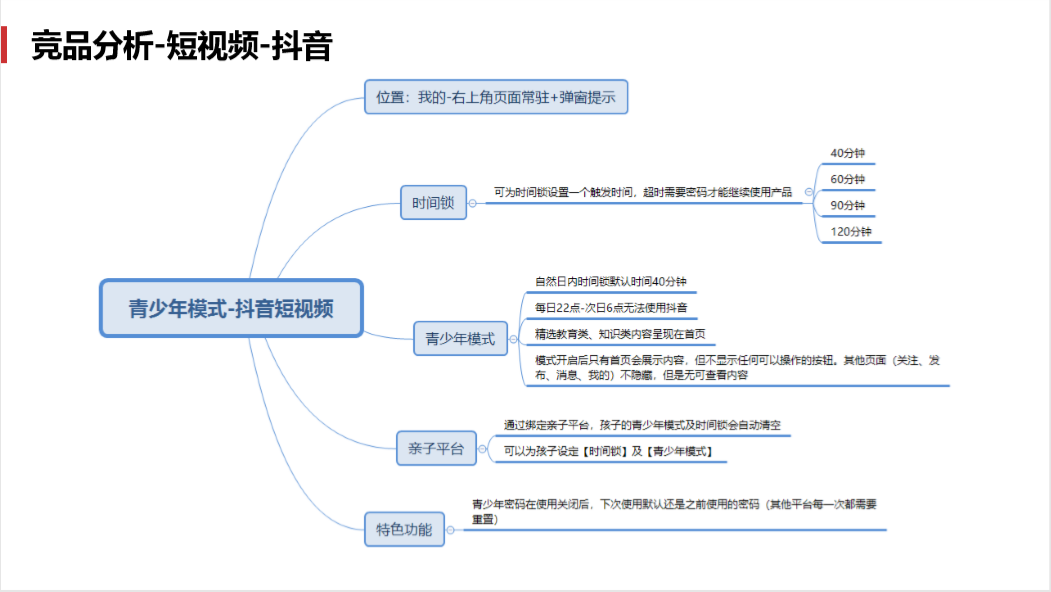 竞品分析-短视频-抖音
位置：我的-右上角页面常驻+弹窗提示
时间锁
可为时间锁设置一个触发时间，超时需要密码才能继续使用产品
40分钟
60分钟
90分钟
120分钟
青少年模式-抖音短视频
青少年模式
自然日内时间锁默认时间40分钟
每日22点-次日6点无法使用抖音
精选教育类、知识类内容呈现在首页
模式开启后只有首页会展示内容，但不显示任何可以操作的按钮。其他页面（关注、发
布、消息、我的）不隐藏，但是无可查看内容
亲子平台
通过绑定亲子平台，孩子的青少年模式及时间锁会自动清空
可以为孩子设定【时间锁】及【青少年模式】
特色功能
青少年密码在使用关闭后，下次使用默认还是之前使用的密码（其他平台每一次都需要
重置）